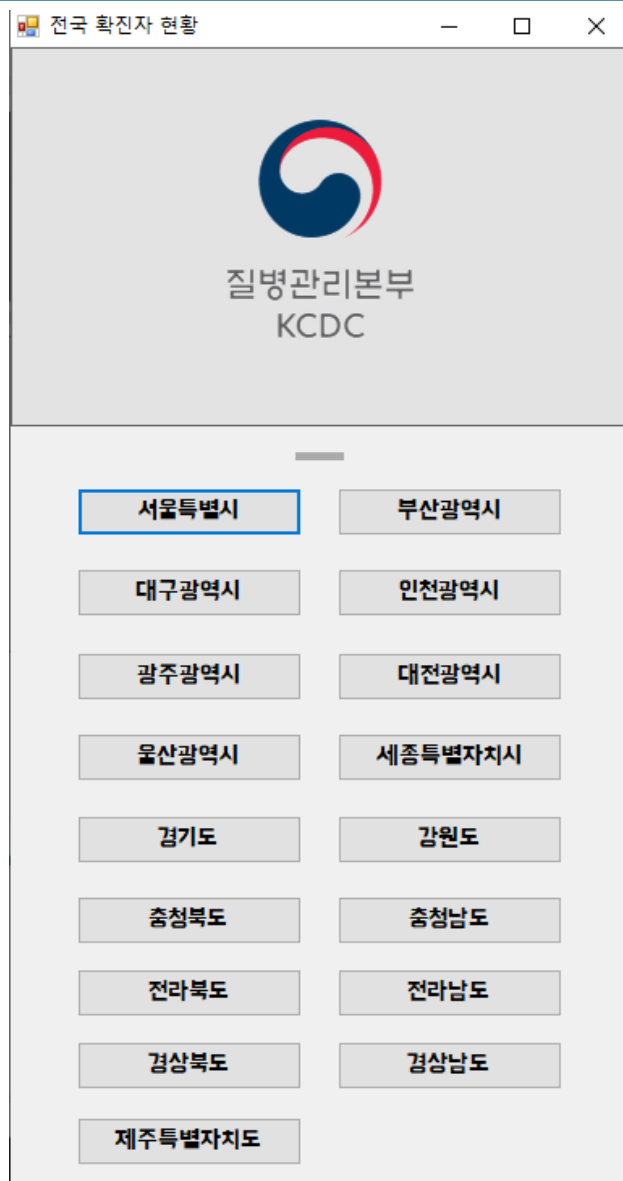 전국 확진자 현황
질병관리본부
KCDC
서울특별시 부산광역시
대구광역시 인천광역시
광주광역시 대전광역시
울산광역시 세종특별자치시
경기도 강원도
충청북도 충청남도
전라북도 전라남도
경상북도 경상남도
제주특별자치도